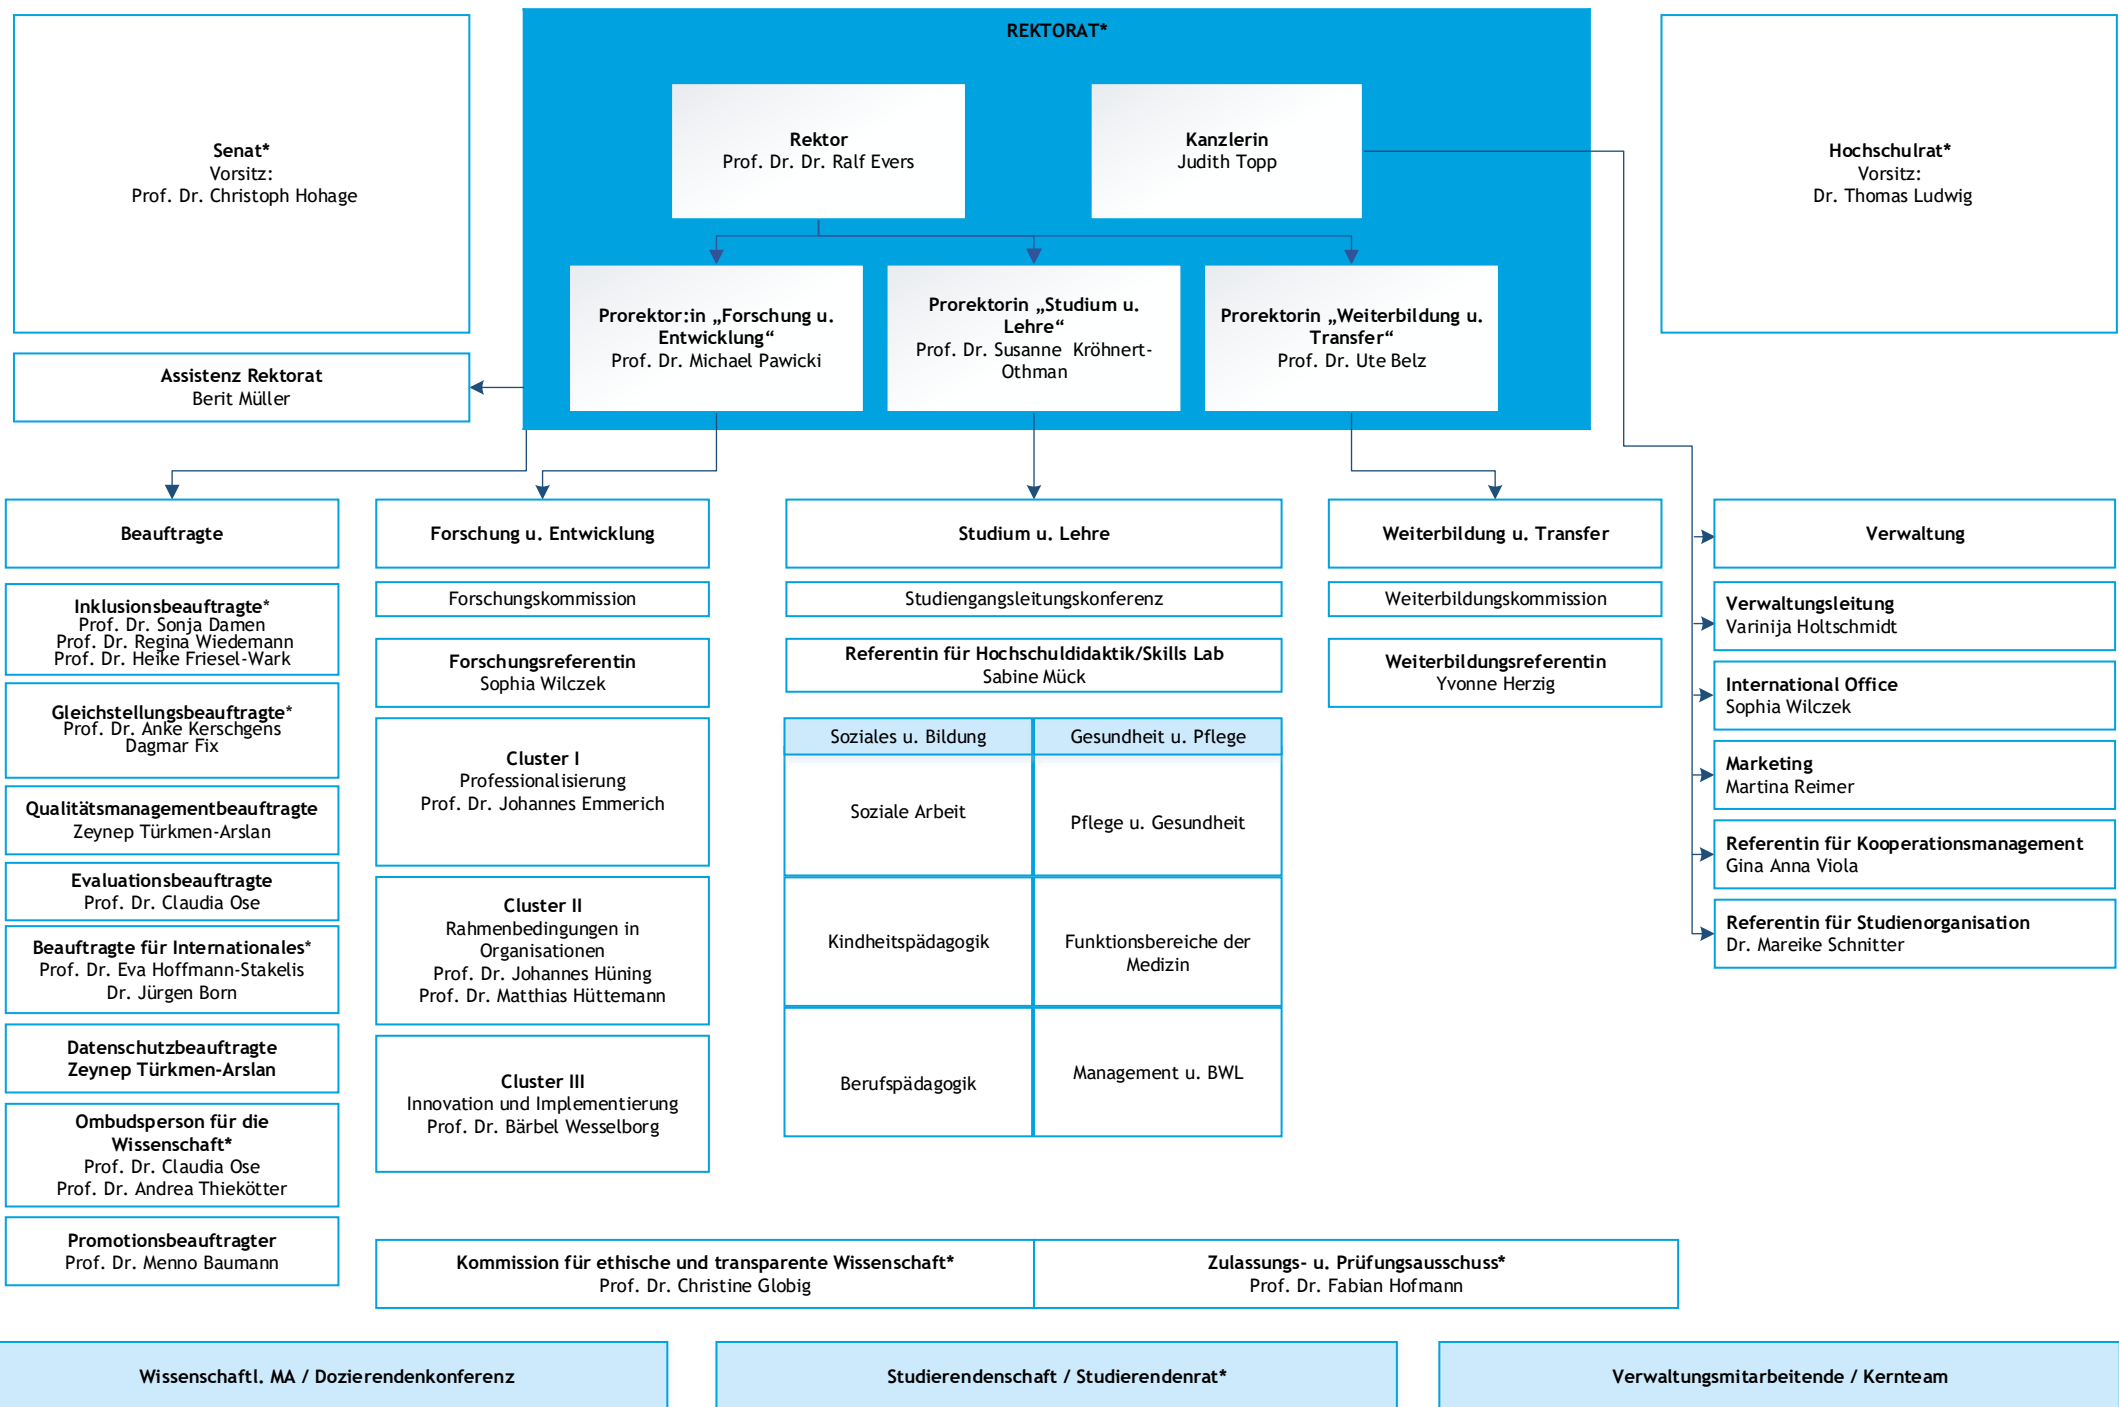 REKTORAT*
Senat*
Vorsitz:
Prof. Dr. Christoph Hohage
Rektor
Prof. Dr. Dr. Ralf Evers
Kanzlerin
Judith Topp
Hochschulrat*
Vorsitz:
Dr. Thomas Ludwig
Prorektor:in „Forschung u.
Entwicklung“
Prof. Dr. Michael Pawicki
Prorektorin „Studium u.
Lehre“
Prof. Dr. Susanne Kröhnert-
Othman
Prorektorin „Weiterbildung u.
Transfer“
Prof. Dr. Ute Belz
Assistenz Rektorat
Berit Müller
Beauftragte
Inklusionsbeauftragte*
Prof. Dr. Sonja Damen
Prof. Dr. Regina Wiedemann
Prof. Dr. Heike Friesel-Wark
Gleichstellungsbeauftragte*
Prof. Dr. Anke Kerschgens
Dagmar Fix
Qualitätsmanagementbeauftragte
Zeynep Türkmen-Arslan
Evaluationsbeauftragte
Prof. Dr. Claudia Ose
Beauftragte für Internationales*
Prof. Dr. Eva Hoffmann-Stakelis
Dr. Jürgen Born
Datenschutzbeauftragte
Zeynep Türkmen-Arslan
Ombudsperson für die
Wissenschaft*
Prof. Dr. Claudia Ose
Prof. Dr. Andrea Thiekötter
Promotionsbeauftragter
Prof. Dr. Menno Baumann
Forschung u. Entwicklung
Forschungskommission
Forschungsreferentin
Sophia Wilczek
Cluster I
Professionalisierung
Prof. Dr. Johannes Emmerich
Cluster II
Rahmenbedingungen in
Organisationen
Prof. Dr. Johannes Hüning
Prof. Dr. Matthias Hüttemann
Cluster III
Innovation und Implementierung
Prof. Dr. Bärbel Wesselborg
Studium u. Lehre
Studiengangsleitungskonferenz
Referentin für Hochschuldidaktik/Skills Lab
Sabine Mück
Soziales u. Bildung
Gesundheit u. Pflege
Soziale Arbeit
Pflege u. Gesundheit
Kindheitspädagogik
Funktionsbereiche der
Medizin
Berufspädagogik
Management u. BWL
Weiterbildung u. Transfer
Weiterbildungskommission
Weiterbildungsreferentin
Yvonne Herzig
Verwaltung
Verwaltungsleitung
Varinija Holtschmidt
International Office
Sophia Wilczek
Marketing
Martina Reimer
Referentin für Kooperationsmanagement
Gina Anna Viola
Referentin für Studienorganisation
Dr. Mareike Schnitter
Kommission für ethische und transparente Wissenschaft*
Prof. Dr. Christine Globig
Zulassungs- u. Prüfungsausschuss*
Prof. Dr. Fabian Hofmann
Wissenschaftl. MA / Dozierendenkonferenz
Studierendenschaft / Studierendenrat*
Verwaltungsmitarbeitende / Kernteam